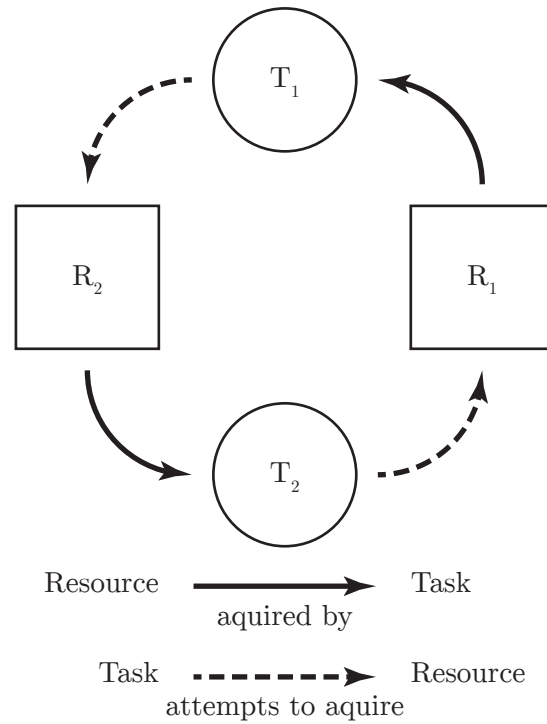 T₁
R₂
R₁
T₂
Resource
Task
aquired by
Task
Resource
attempts to aquire